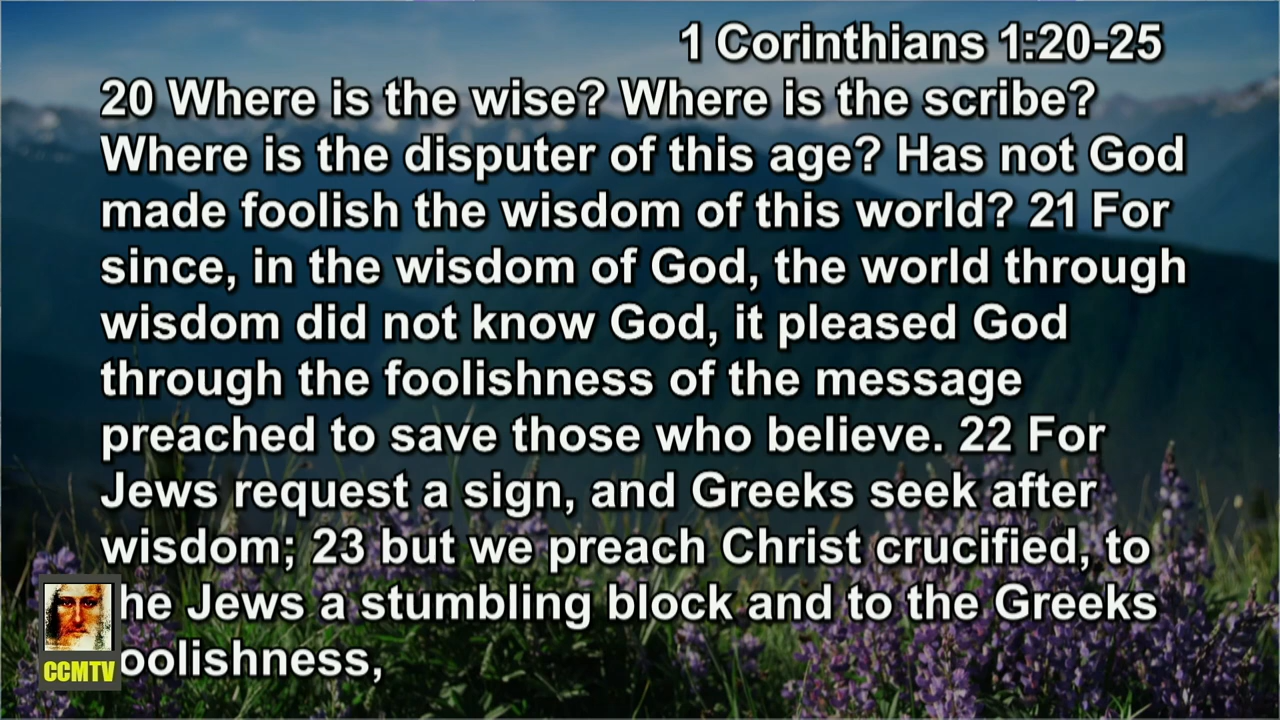 1 Corinthians 1:20-25
20 Where is the wise? Where is the scribe?
Where is the disputer of this age? Has not God
made foolish the wisdom of this world? 21 For
since, in the wisdom of God, the world through
wisdom did not know God, it pleased God
through the foolishness of the message
preached to save those who believe. 22 For
Jews request a sign, and Greeks seek after
wisdom; 23 but we preach Christ crucified, to
he Jews a stumbling block and to the Greeks
oolishness,
CCMTV